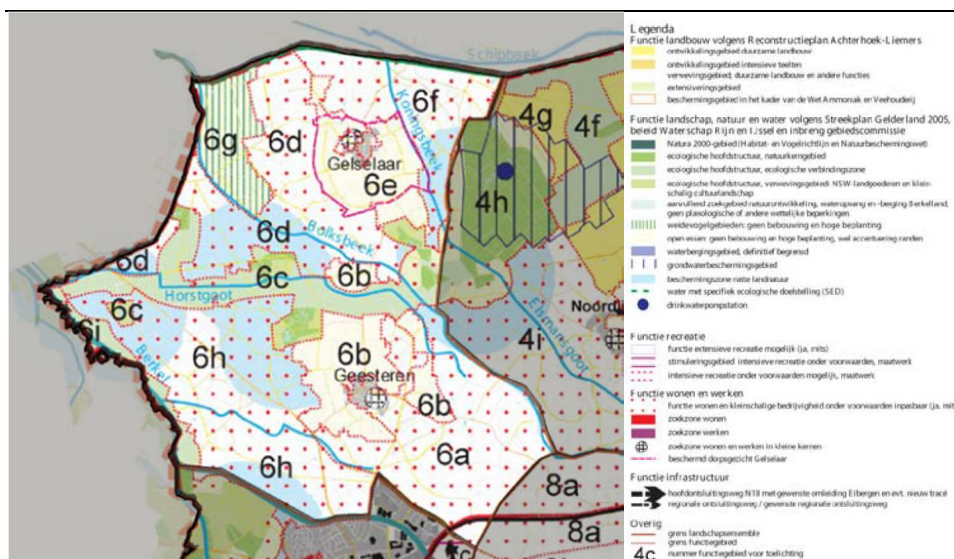 Schipbeek
Koningsbeek
6f
4g
4f
6g
6d
Gelselaar
6e
4h
6d
Bolksbeek
6d
6c
6b
Horstgoot
6c
Elsmansgoot
Noord
6i
4i
6h
6b
Berkel
Geesteren
6b
6h
6a
8a
8a
c
Legenda
Functie landbouw volgens Reconstructieplan Achterhoek-Liemers
ontwikkelingsgebied duurzame landbouw
ontwikkelingsgebied intensieve teelten
verwevingsgebied, duurzame landbouw en andere functies
extensiveringsgebied
beschermingsgebied in het kader van de Wet Ammoniak en Veehouderij
Functie landschap, natuur en water volgens Streekplan Gelderland 2005,
beleid Waterschap Rijn en IJssel en inbreng gebiedscommissie
Natura 2000-gebied (Habitat- en Vogelrichtlijn en Natuurbeschermingswet)
ecologische hoofdstructuur, natuurkerngebied
ecologische hoofdstructuur, ecologische verbindingszone
ecologische hoofdstructuur, verwevingsgebied: NSW-landgoederen en klein-
schalig cultuurlandschap
aanvullend zoekgebied natuurontwikkeling, wateropvang en -berging Berkelland,
geen planologische of andere wettelijke beperkingen
weidevogelgebieden: geen bebouwing en hoge beplanting
open essen: geen bebouwing en hoge beplanting, wel accentuering randen
waterbergingsgebied, definitief begrensd
grondwaterbeschermingsgebied
beschermingszone natte landnatuur
water met specifiek ecologische doelstelling (SED)
drinkwaterpompstation
Functie recreatie
functie extensieve recreatie mogelijk (ja, mits)
stimuleringsgebied intensieve recreatie onder voorwaarden, maatwerk
intensieve recreatie onder voorwaarden mogelijk, maatwerk
Functie wonen en werken
functie wonen en kleinschalige bedrijvigheid onder voorwaarden inpasbaar (ja, mit
zoekzone wonen
zoekzone werken
zoekzone wonen en werken in kleine kernen
beschermd dorpsgezicht Gelselaar
Functie infrastructuur
hoofdontsluitingsweg N18 met gewenste omleiding Eibergen en evt. nieuw tracé
regionale ontsluitingsweg / gewenste regionale ontsluitingsweg
Overig
grens landschapsensemble
grens functiegebied
4c nummer functiegebied voor toelichting